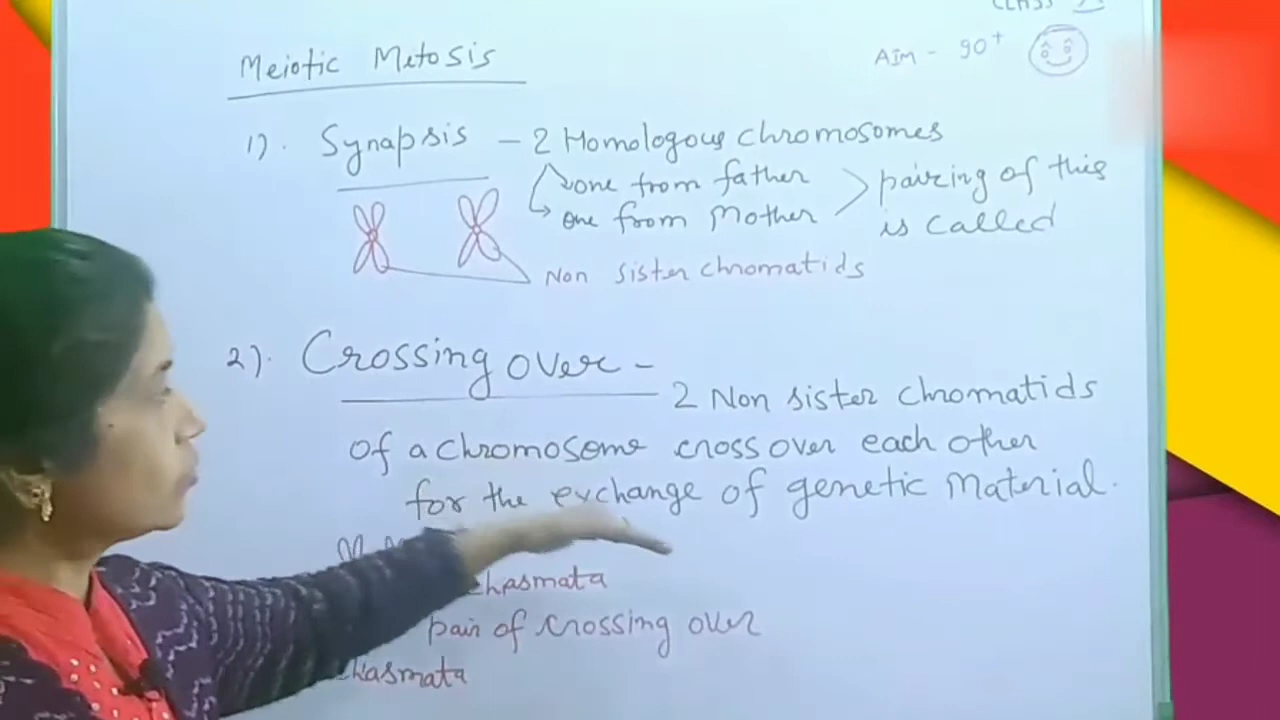 CLASS
AIM - 90+
Meiotic Mitosis
1). Synapsis - 2 Homologous chromosomes
one from father
one from Mother
pairing of this
is called
Non sister chromatids
2). Crossing over -
2 Non sister chromatids
of a chromosome cross over each other
for the exchange of genetic Material.
chasmata
pair of crossing over
chiasmata